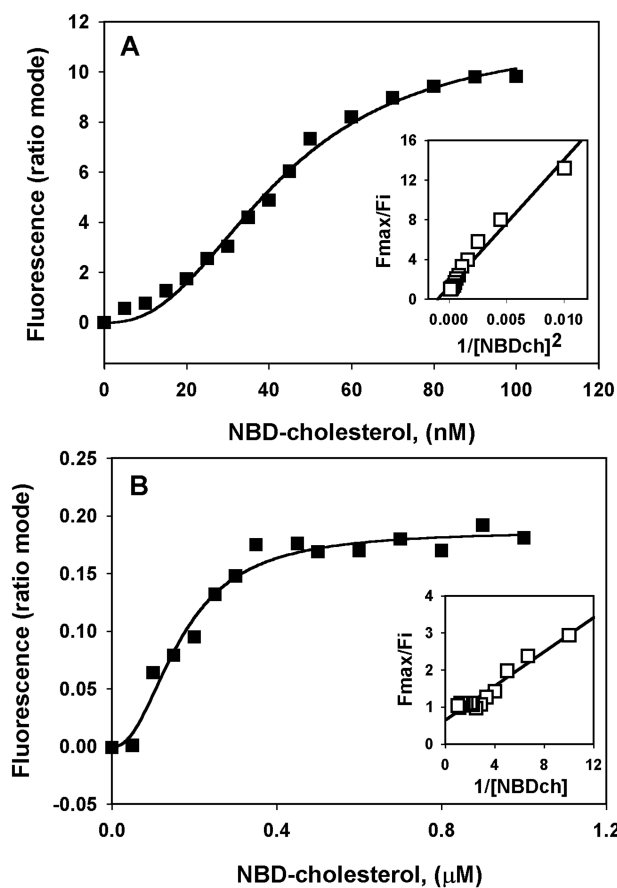 A
12
10
8
6
4
2
0
Fluorescence (ratio mode)
0 20 40 60 80 100 120
NBD-cholesterol, (nM)
16
12
8
4
0
Fmax/Fi
0.000 0.005 0.010
1/[NBDch]2
B
0.25
0.20
0.15
0.10
0.05
0.00
-0.05
Fluorescence (ratio mode)
0.0 0.4 0.8 1.2
NBD-cholesterol, (μM)
4
3
2
1
0
Fmax/Fi
0 4 8 12
1/[NBDch]